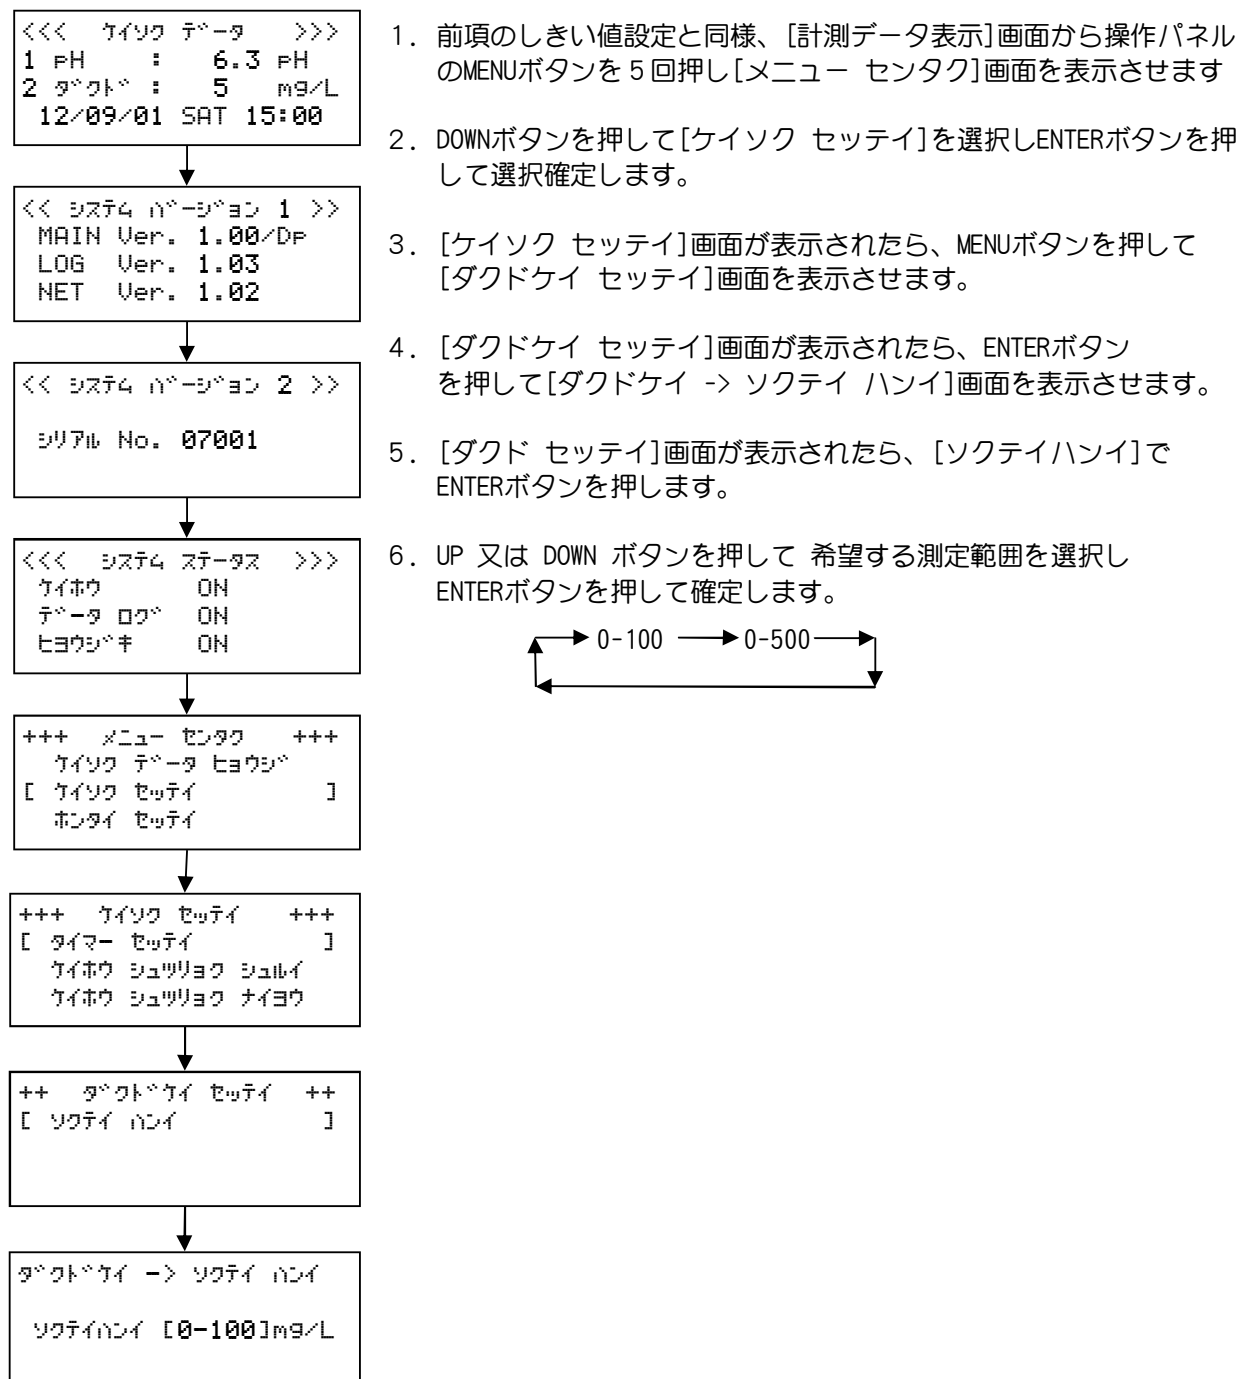 <<<  ケイソク データ  >>>
1 pH    :   6.3 pH
2 ダクド :   5   mg/L
12/09/01 SAT 15:00
<< システム バージョン 1 >>
MAIN Ver. 1.00/Dp
LOG  Ver. 1.03
NET  Ver. 1.02
<< システム バージョン 2 >>
シリアル No. 07001
<<<  システム ステータス  >>>
ケイホウ     ON
データ ログ  ON
ヒョウジキ   ON
+++  メニュー センタク  +++
ケイソク データ ヒョウジ
[ ケイソク セッテイ      ]
ホンタイ セッテイ
+++  ケイソク セッテイ  +++
[ タイマー セッテイ      ]
ケイホウ シュツリョク シュルイ
ケイホウ シュツリョク ナイヨウ
++  ダクドケイ セッテイ  ++
[ ソクテイ ハンイ       ]
ダクドケイ -> ソクテイ ハンイ
ソクテイハンイ [0-100]mg/L
1. 前項のしきい値設定と同様、[計測データ表示]画面から操作パネル
のMENUボタンを5回押し[メニュー センタク]画面を表示させます
2. DOWNボタンを押して[ケイソク セッテイ]を選択しENTERボタンを押
して選択確定します。
3. [ケイソク セッテイ]画面が表示されたら、MENUボタンを押して
[ダクドケイ セッテイ]画面を表示させます。
4. [ダクドケイ セッテイ]画面が表示されたら、ENTERボタン
を押して[ダクドケイ -> ソクテイ ハンイ]画面を表示させます。
5. [ダクド セッテイ]画面が表示されたら、[ソクテイハンイ]で
ENTERボタンを押します。
6. UP 又は DOWN ボタンを押して 希望する測定範囲を選択し
ENTERボタンを押して確定します。
0-100 0-500